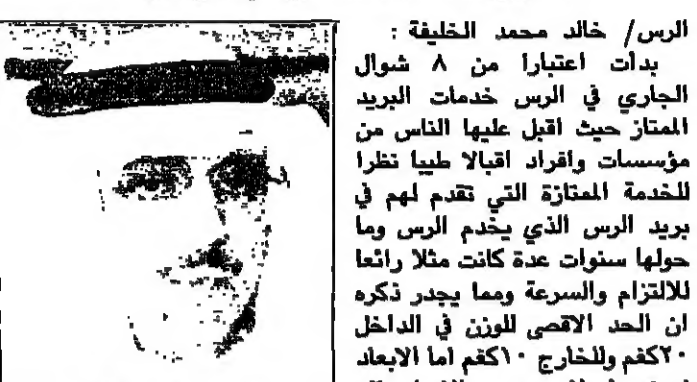 الرس/ خالد محمد الخليفة :
بدأت اعتبارا من ٨ شوال
الجاري في الرس خدمات البريد
الممتاز حيث اقبل عليها الناس من
مؤسسات وافراد اقبالا طيبا نظرا
للخدمة الممتازة التي تقدم لهم في
بريد الرس الذي يخدم الرس وما
حولها سنوات عدة كانت مثلا رائعا
للالتزام والسرعة ومما يجدر ذكره
ان الحد الاقصى للوزن في الداخل
٢٠كغم وللخارج ١٠كغم اما الابعاد